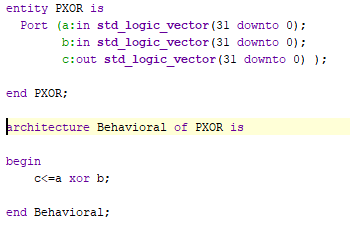 entity PXOR is
Port (a:in std_logic_vector(31 downto 0);
b:in std_logic_vector(31 downto 0);
c:out std_logic_vector(31 downto 0) );
end PXOR;
architecture Behavioral of PXOR is
begin
c<=a xor b;
end Behavioral;